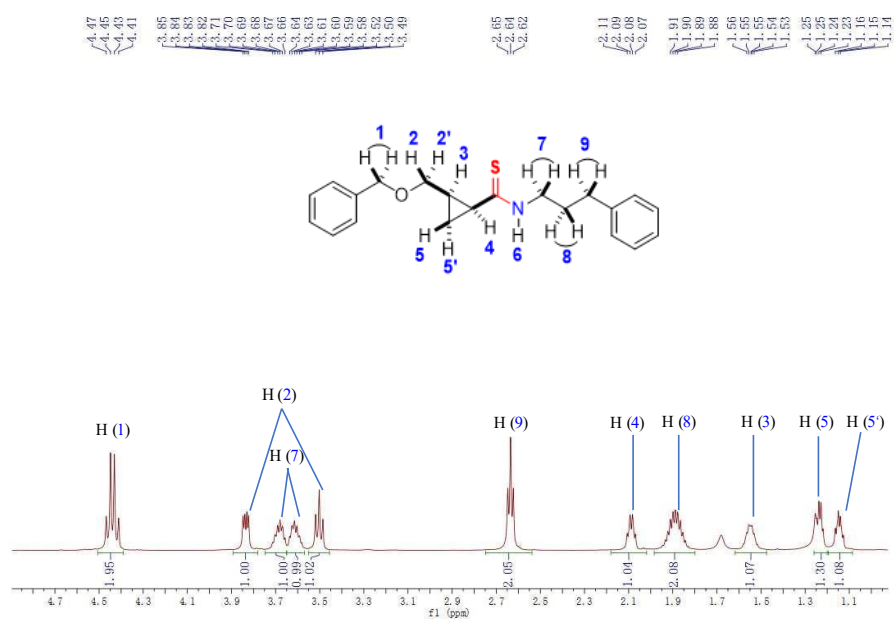 4.47 4.45 4.43 4.41 3.85 3.84 3.83 3.82 3.71 3.70 3.69 3.68 3.67 3.66 3.64 3.63 3.61 3.60 3.59 3.58 3.52 3.50 3.49 2.65 2.64 2.62 2.11 2.09 2.08 2.07 1.91 1.90 1.89 1.88 1.56 1.55 1.55 1.54 1.53 1.25 1.25 1.24 1.23 1.16 1.15 1.14
1 2 2' 3 S 7 9
H H H H H H H H H
O N H H H H H H
5 5' 4 6 8
H (1) H (2) H (7) H (9) H (4) H (8) H (3) H (5) H (5')
1.95 1.00 1.00 0.99 1.02 2.05 1.04 2.08 1.07 1.30 1.08
4.7 4.5 4.3 4.1 3.9 3.7 3.5 3.3 3.1 2.9 2.7 2.5 2.3 2.1 1.9 1.7 1.5 1.3 1.1
f1 (ppm)